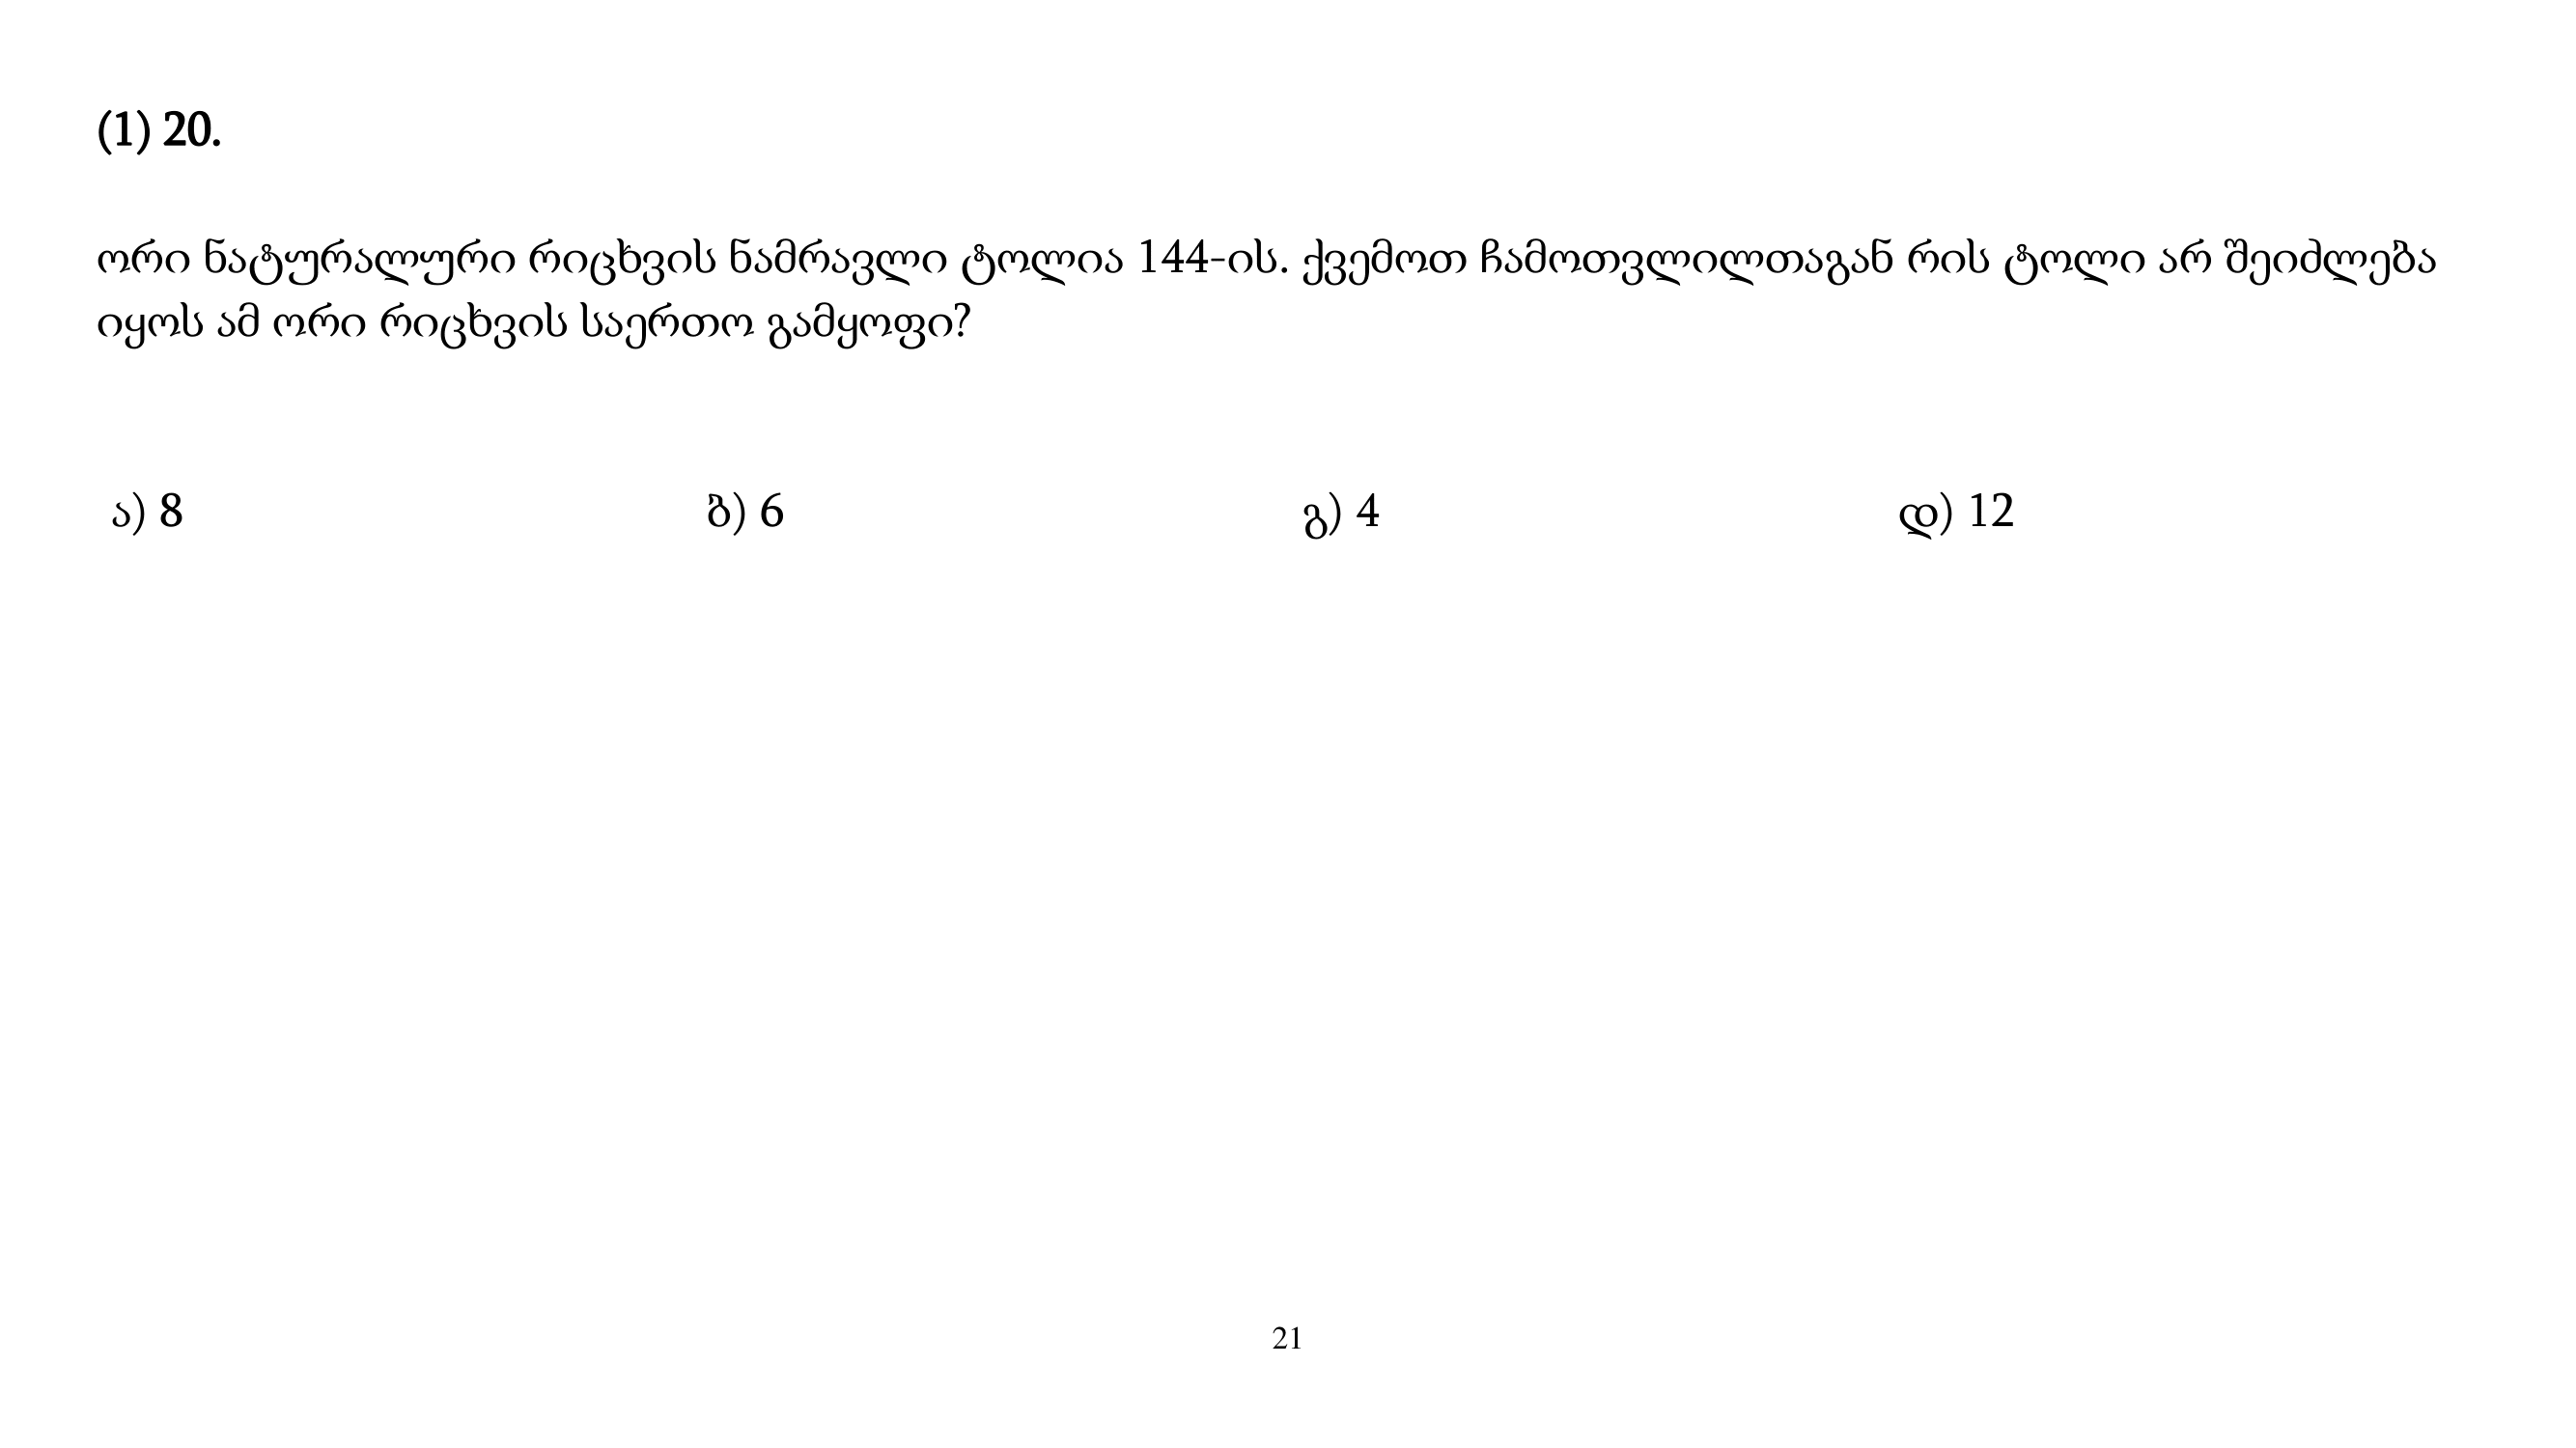 (1) 20.
ორი ნატურალური რიცხვის ნამრავლი ტოლია 144-ის. ქვემოთ ჩამოთვლილთაგან რის ტოლი არ შეიძლება
იყოს ამ ორი რიცხვის საერთო გამყოფი?
ა) 8 ბ) 6 გ) 4 დ) 12
21